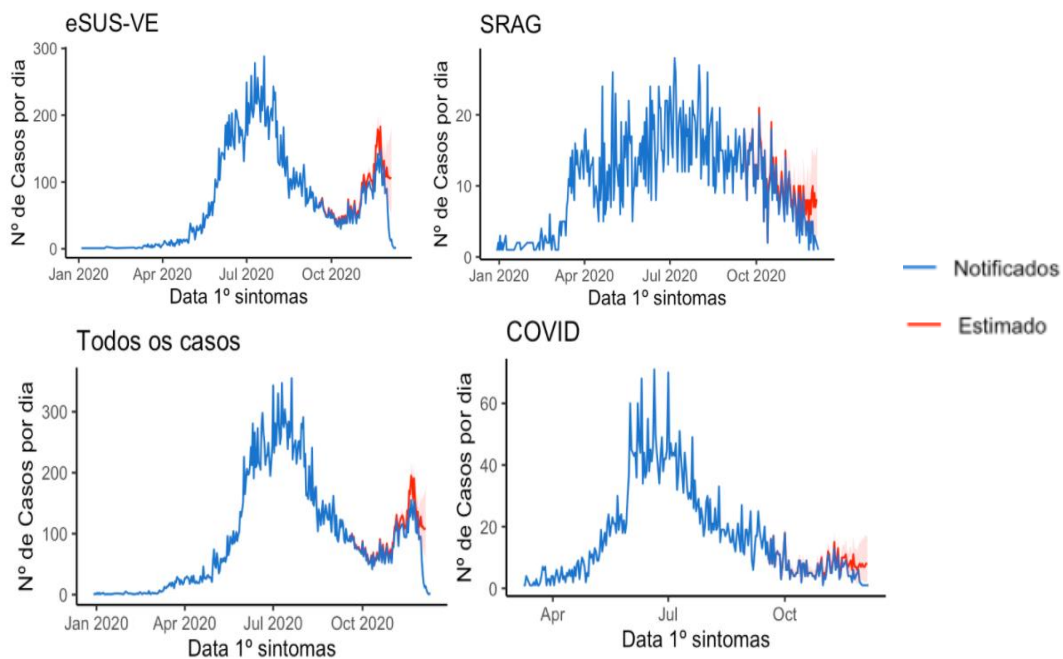 eSUS-VE
Nº de Casos por dia
300
200
100
0
Jan 2020 Apr 2020 Jul 2020 Oct 2020
Data 1º sintomas
SRAG
Nº de Casos por dia
20
10
0
Jan 2020 Apr 2020 Jul 2020 Oct 2020
Data 1º sintomas
Notificados
Estimado
Todos os casos
Nº de Casos por dia
300
200
100
0
Jan 2020 Apr 2020 Jul 2020 Oct 2020
Data 1º sintomas
COVID
Nº de Casos por dia
60
40
20
0
Apr Jul Oct
Data 1º sintomas